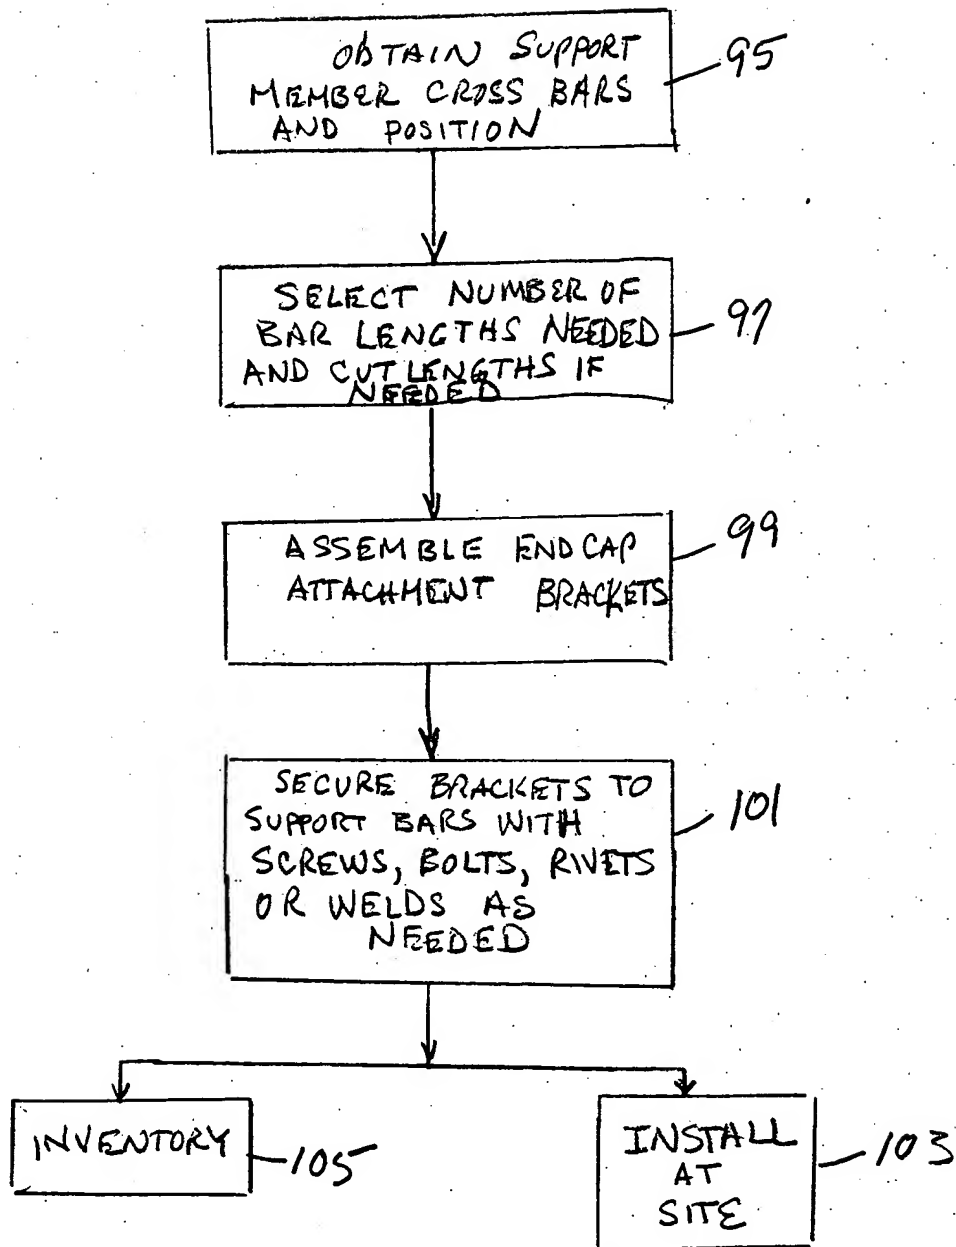 OBTAIN SUPPORT
MEMBER CROSS BARS
AND POSITION
95
SELECT NUMBER OF
BAR LENGTHS NEEDED
AND CUT LENGTHS IF
NEEDED
97
ASSEMBLE ENDCAP
ATTACHMENT BRACKETS
99
SECURE BRACKETS TO
SUPPORT BARS WITH
SCREWS, BOLTS, RIVETS
OR WELDS AS
NEEDED
101
INVENTORY
105
INSTALL
AT
SITE
103